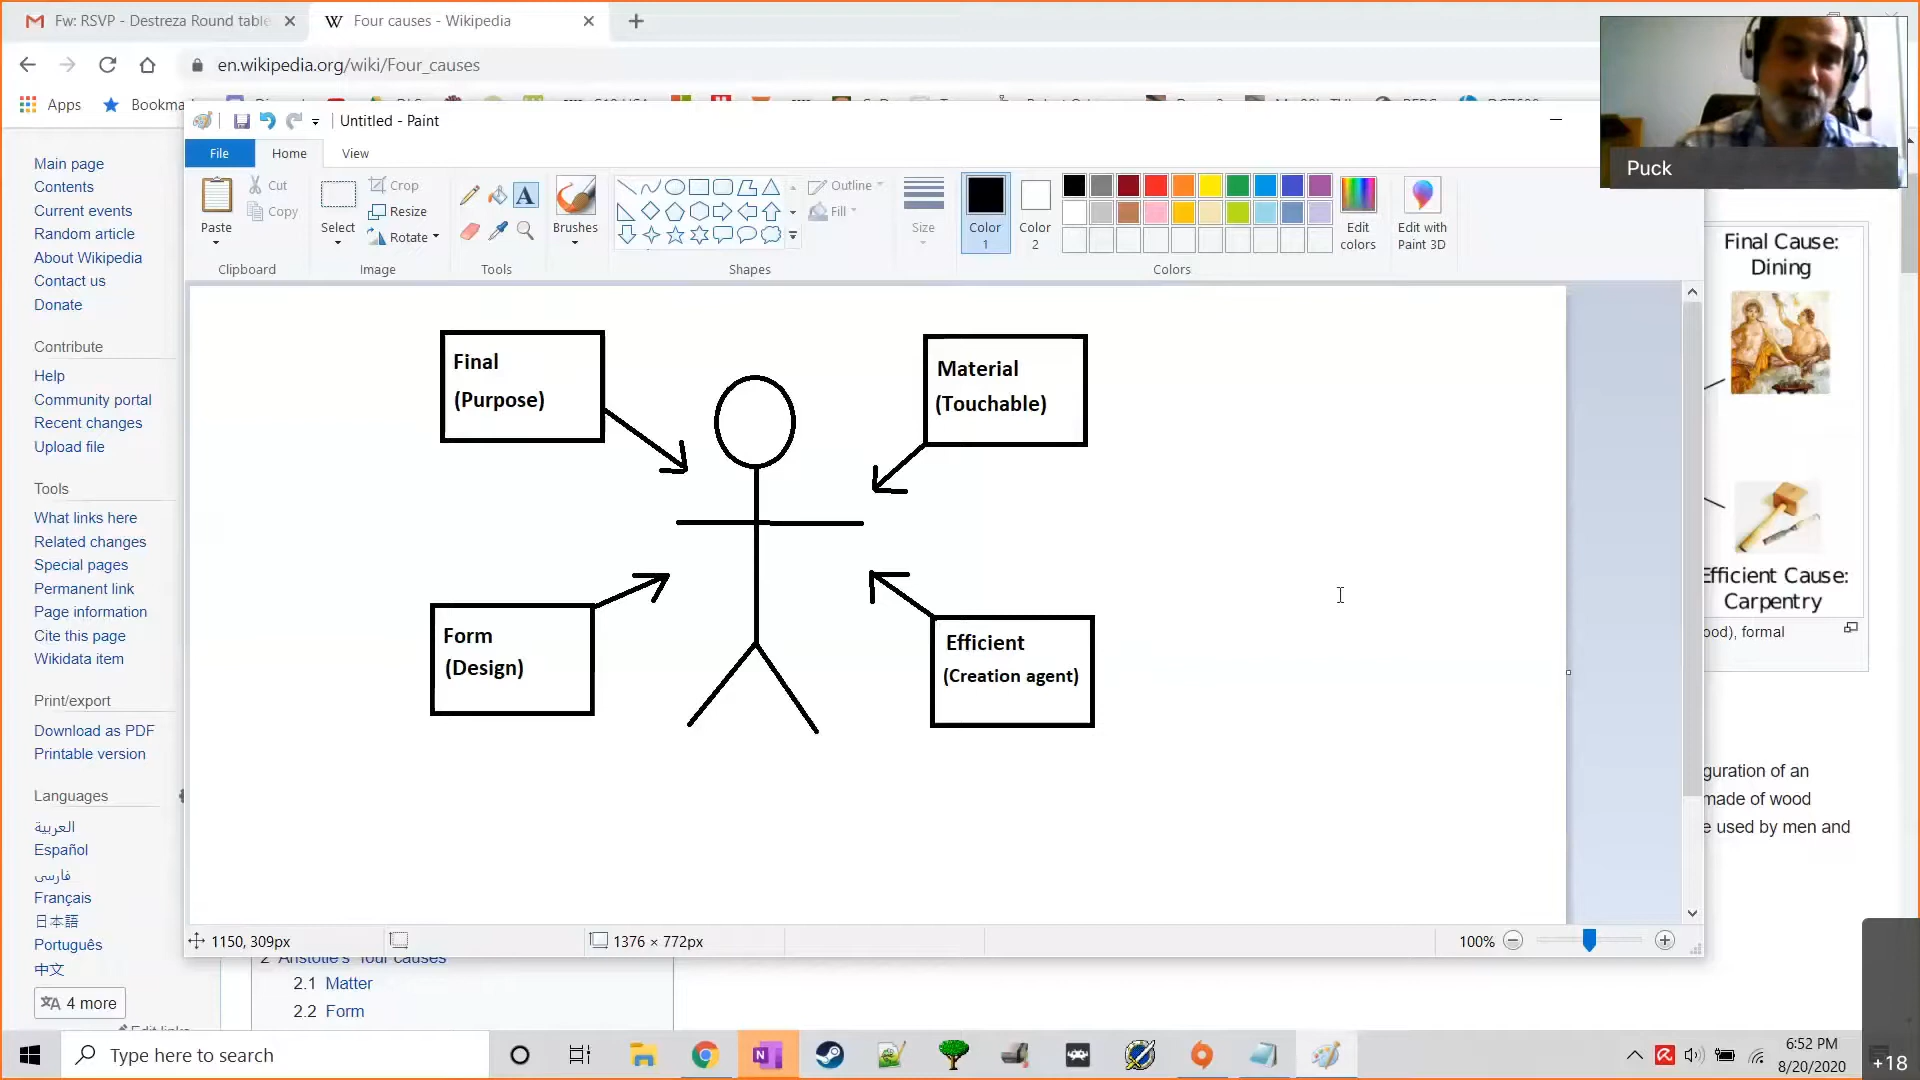 Fw: RSVP - Destreza Round table
Four causes - Wikipedia
en.wikipedia.org/wiki/Four_causes
Apps
Bookma
Untitled - Paint
Puck
File
Home
View
Paste
Cut
Copy
Clipboard
Select
Crop
Resize
Rotate
Image
A
Tools
Brushes
Shapes
Outline
Fill
Size
Color
1
Color
2
Edit
colors
Edit with
Paint 3D
Colors
Main page
Contents
Current events
Random article
About Wikipedia
Contact us
Donate
Contribute
Help
Community portal
Recent changes
Upload file
Tools
What links here
Related changes
Special pages
Permanent link
Page information
Cite this page
Wikidata item
Print/export
Download as PDF
Printable version
Languages
العربية
Español
فارسی
Français
日本語
Português
中文
4 more
Edit links
Final
(Purpose)
Material
(Touchable)
Form
(Design)
Efficient
(Creation agent)
Final Cause:
Dining
Efficient Cause:
Carpentry
ood), formal
guration of an
made of wood
e used by men and
1150, 309px
1376 × 772px
100%
2 Aristotle's "four causes"
2.1 Matter
2.2 Form
Type here to search
6:52 PM
8/20/2020
+18